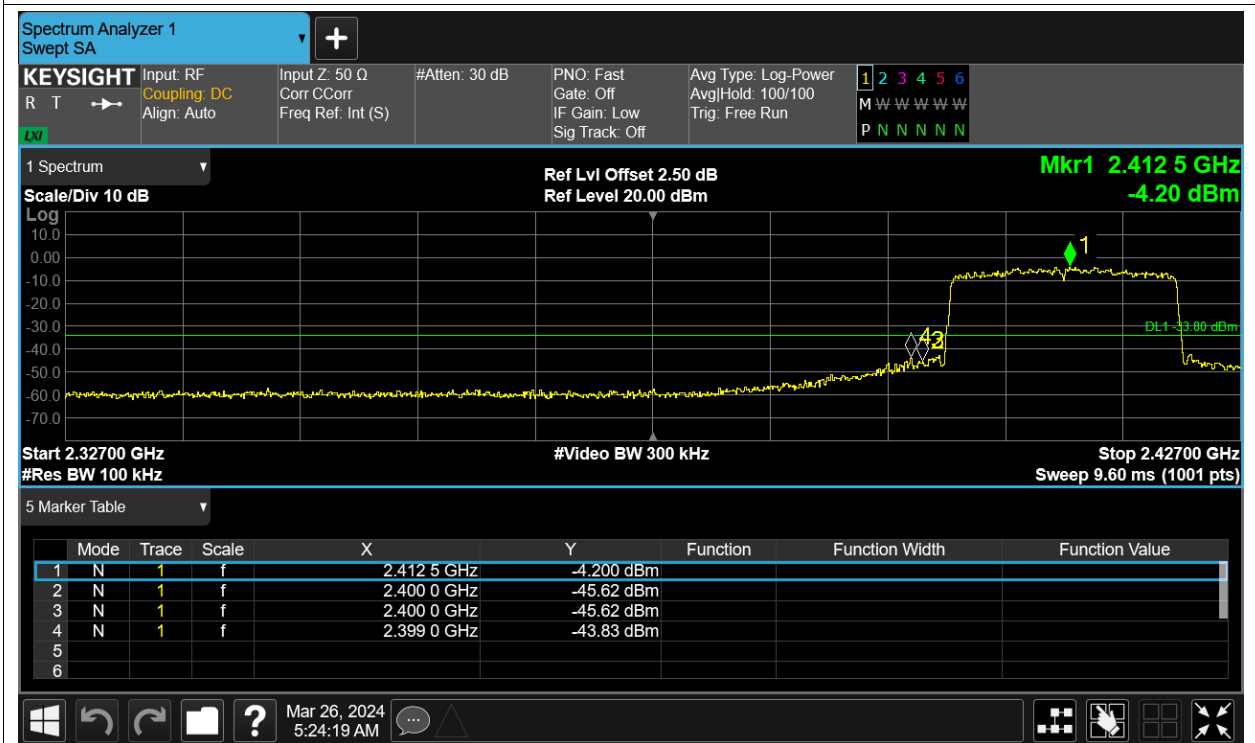 Spectrum Analyzer 1
Swept SA
+
KEYSIGHT Input: RF Input Z: 50 Ω #Atten: 30 dB PNO: Fast Avg Type: Log-Power 1 2 3 4 5 6
R T Coupling: DC Corr CCorr Gate: Off Avg|Hold: 100/100 M W W W W W
Align: Auto Freq Ref: Int (S) IF Gain: Low Trig: Free Run
LXI Sig Track: Off P N N N N N
1 Spectrum Ref Lvl Offset 2.50 dB Mkr1 2.412 5 GHz
Scale/Div 10 dB Ref Level 20.00 dBm -4.20 dBm
Log
10.0
1
0.00
-10.0
-20.0
-30.0
DL1 -33.80 dBm
-40.0
-50.0
-60.0
-70.0
Start 2.32700 GHz #Video BW 300 kHz Stop 2.42700 GHz
#Res BW 100 kHz Sweep 9.60 ms (1001 pts)
5 Marker Table
Mode Trace Scale X Y Function Function Width Function Value
1 N 1 f 2.412 5 GHz -4.200 dBm
2 N 1 f 2.400 0 GHz -45.62 dBm
3 N 1 f 2.400 0 GHz -45.62 dBm
4 N 1 f 2.399 0 GHz -43.83 dBm
5
6
? Mar 26, 2024
5:24:19 AM